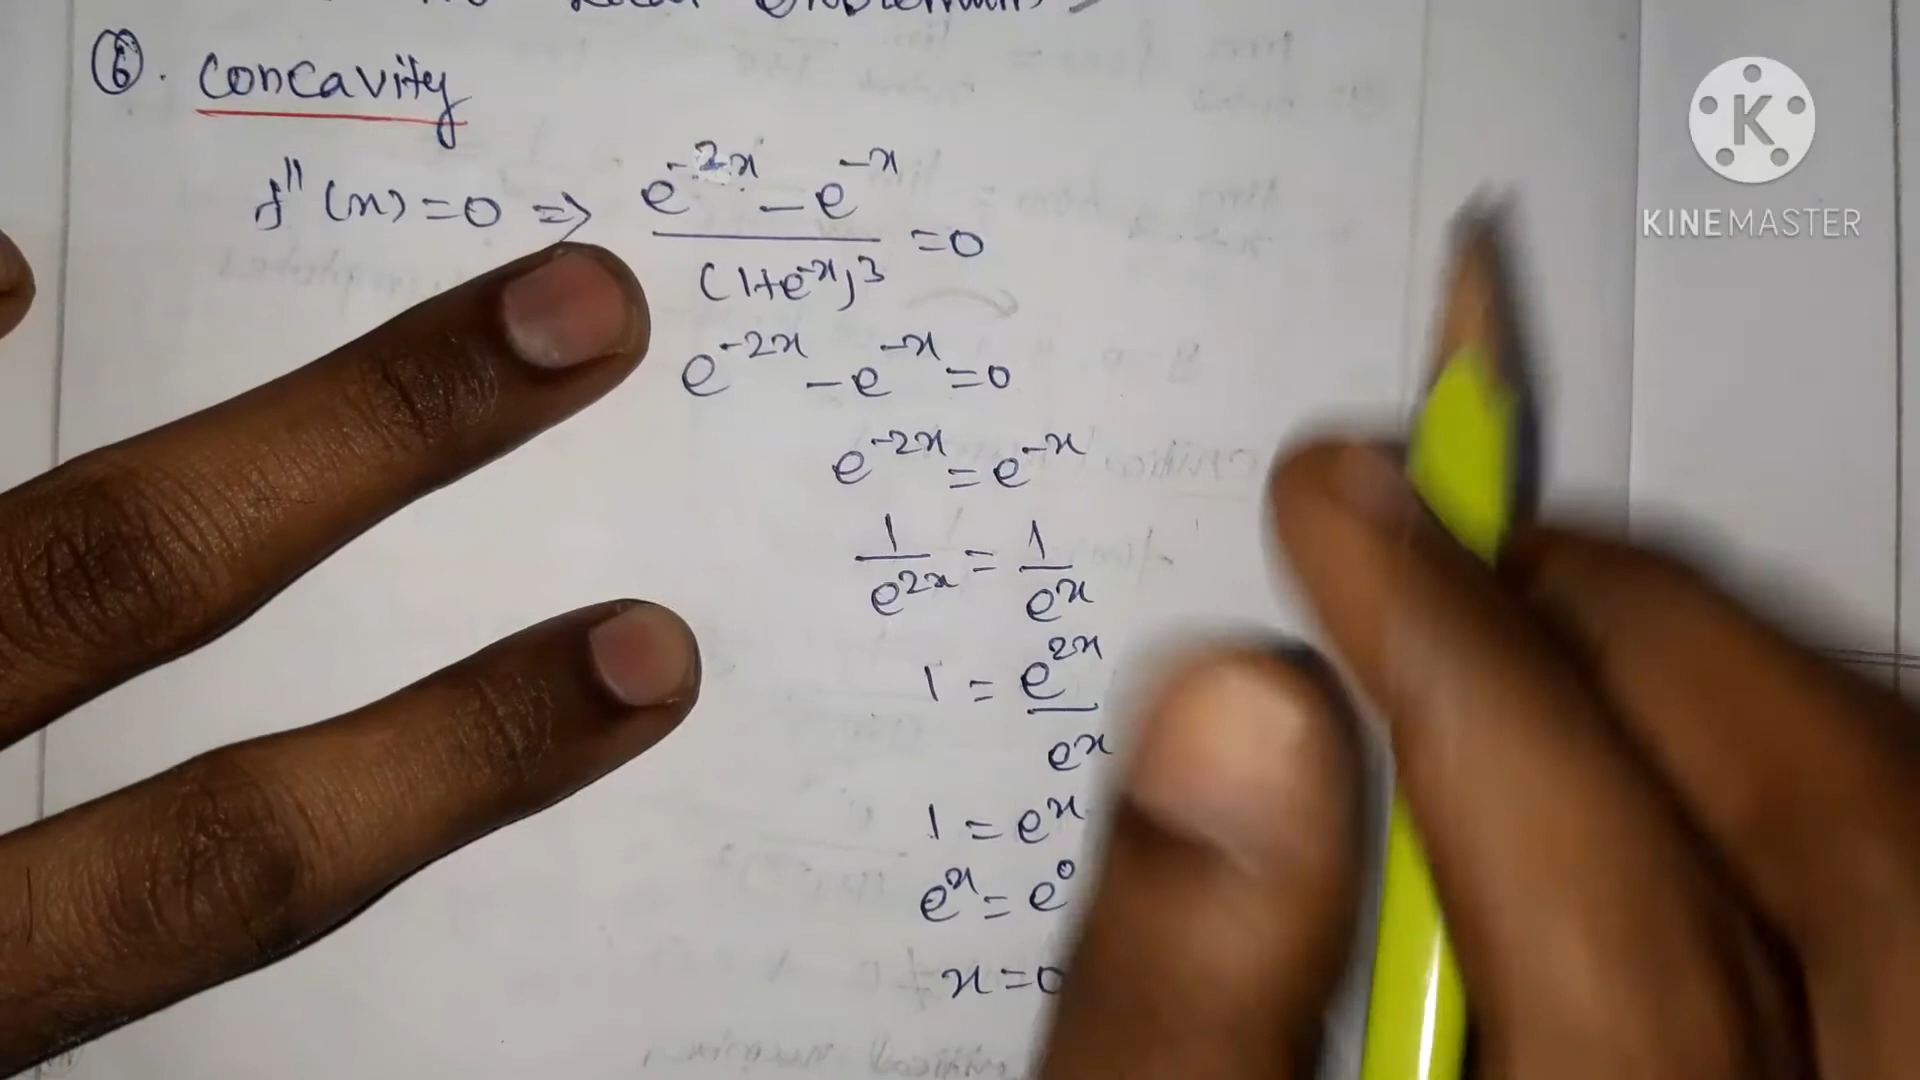 ⑥. Concavity
f''(x) = 0 ⇒ e^{-2x} - e^{-x} / (1+e^{-x})^3 = 0
e^{-2x} - e^{-x} = 0
e^{-2x} = e^{-x}
1/e^{2x} = 1/e^x
1 = e^{2x}/e^x
1 = e^x
e^x = e^0
x = 0
K
KINEMASTER